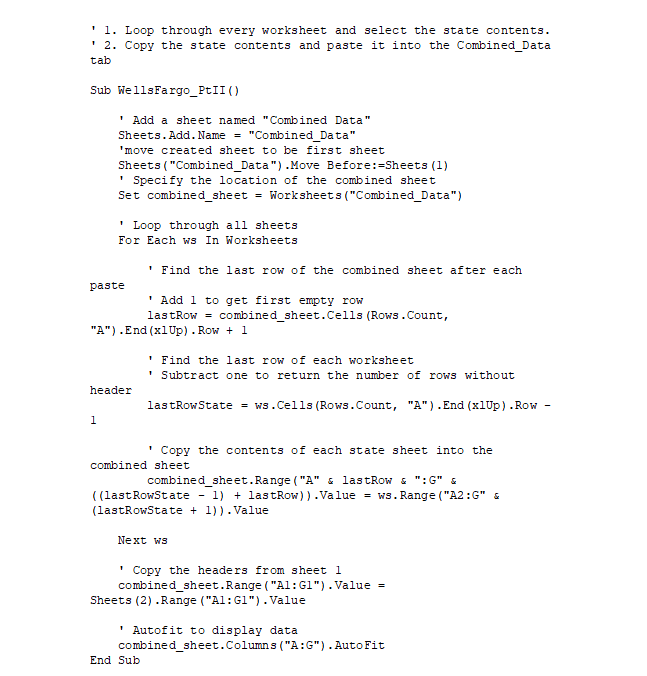 ' 1. Loop through every worksheet and select the state contents.
' 2. Copy the state contents and paste it into the Combined_Data
tab
Sub WellsFargo_PtII()
' Add a sheet named "Combined Data"
Sheets.Add.Name = "Combined_Data"
'move created sheet to be first sheet
Sheets("Combined_Data").Move Before:=Sheets(1)
' Specify the location of the combined sheet
Set combined_sheet = Worksheets("Combined_Data")
' Loop through all sheets
For Each ws In Worksheets
' Find the last row of the combined sheet after each
paste
' Add 1 to get first empty row
lastRow = combined_sheet.Cells(Rows.Count,
"A").End(xlUp).Row + 1
' Find the last row of each worksheet
' Subtract one to return the number of rows without
header
lastRowState = ws.Cells(Rows.Count, "A").End(xlUp).Row -
1
' Copy the contents of each state sheet into the
combined sheet
combined_sheet.Range("A" & lastRow & ":G" &
((lastRowState - 1) + lastRow)).Value = ws.Range("A2:G" &
(lastRowState + 1)).Value
Next ws
' Copy the headers from sheet 1
combined_sheet.Range("A1:G1").Value =
Sheets(2).Range("A1:G1").Value
' Autofit to display data
combined_sheet.Columns("A:G").AutoFit
End Sub